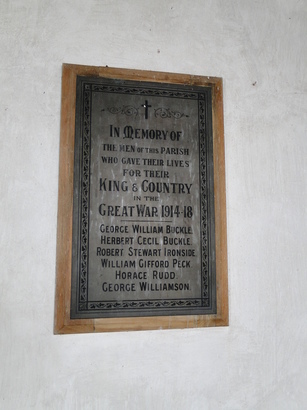 IN MEMORY OF
THE MEN OF THIS PARISH
WHO GAVE THEIR LIVES
FOR THEIR
KING & COUNTRY
IN THE
GREAT WAR 1914-18
GEORGE WILLIAM BUCKLE.
HERBERT CECIL BUCKLE.
ROBERT STEWART IRONSIDE.
WILLIAM GIFFORD PECK.
HORACE RUDD.
GEORGE WILLIAMSON.